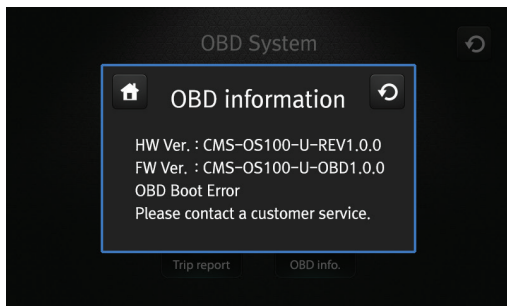 OBD System
OBD information
HW Ver. : CMS-OS100-U-REV1.0.0
FW Ver. : CMS-OS100-U-OBD1.0.0
OBD Boot Error
Please contact a customer service.
Trip report OBD info.